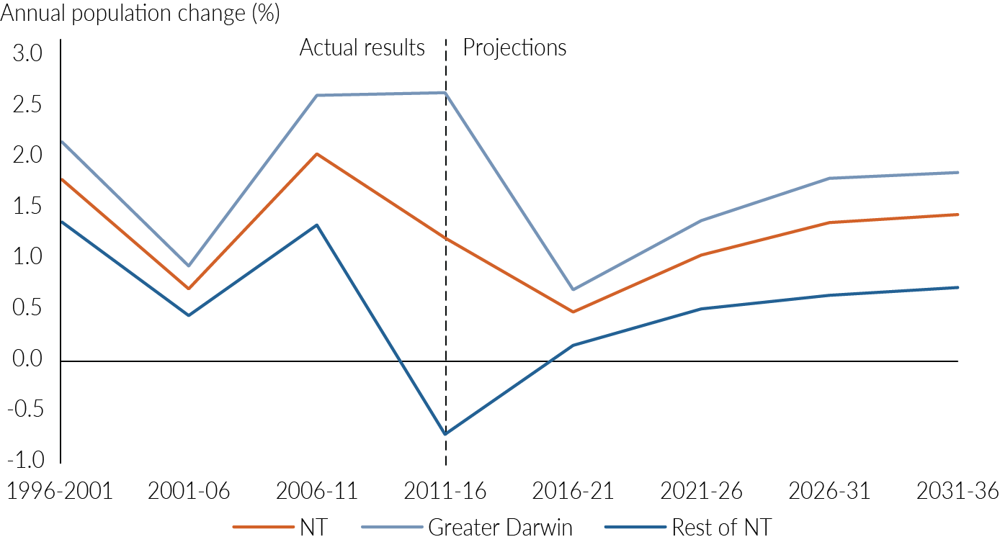 Annual population change (%)
Actual results Projections
3.0
2.5
2.0
1.5
1.0
0.5
0.0
-0.5
-1.0
1996-2001 2001-06 2006-11 2011-16 2016-21 2021-26 2026-31 2031-36
NT Greater Darwin Rest of NT